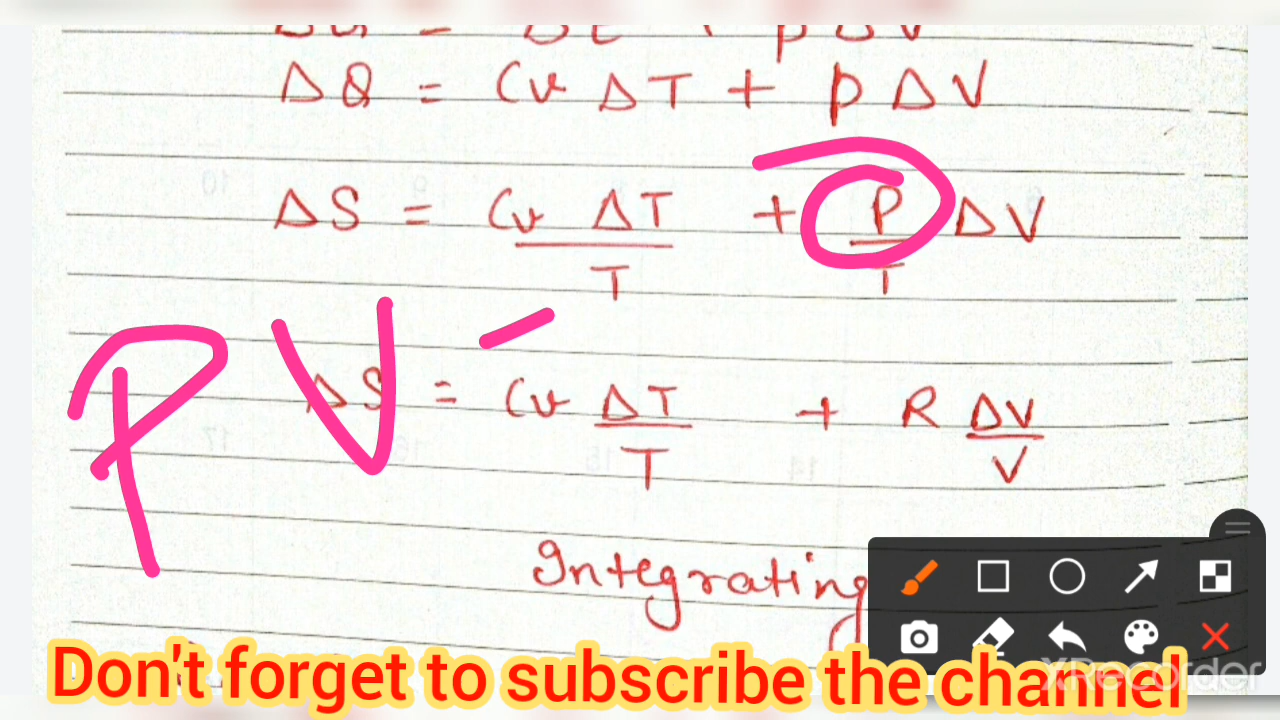 ΔQ = Cv ΔT + p ΔV
ΔS = Cv ΔT/T + P/T ΔV
P V -
ΔS = Cv ΔT/T + R ΔV/V
Integrating
Don't forget to subscribe the channel
XRecorder